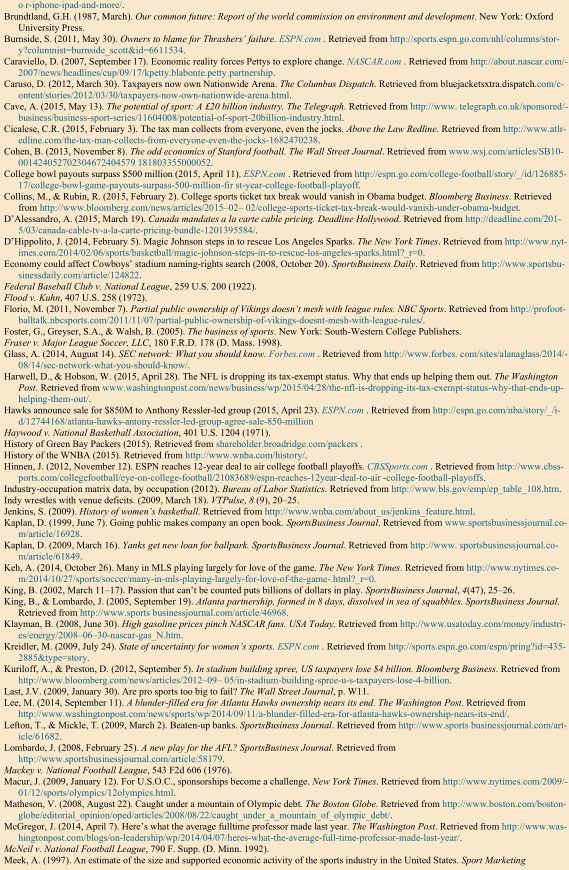 o r-iphone-ipad-and-more/.
Brundtland, G.H. (1987, March). Our common future: Report of the world commission on environment and development. New York: Oxford
University Press.
Burnside, S. (2011, May 30). Owners to blame for Thrashers' failure. ESPN.com . Retrieved from http://sports.espn.go.com/nhl/columns/stor-
y?columnist=burnside_scott&id=6611534.
Caraviello, D. (2007, September 17). Economic reality forces Pettys to explore change. NASCAR.com . Retrieved from http://about.nascar.com/-
2007/news/headlines/cup/09/17/kpetty.blabonte.petty.partnership.
Caruso, D. (2012, March 30). Taxpayers now own Nationwide Arena. The Columbus Dispatch. Retrieved from bluejacketsxtra.dispatch.com/c-
ontent/stories/2012/03/30/taxpayers-now-own-nationwide-arena.html.
Cave, A. (2015, May 13). The potential of sport: A £20 billion industry. The Telegraph. Retrieved from http://www. telegraph.co.uk/sponsored/-
business/business-sport-series/11604008/potential-of-sport-20billion-industry.html.
Cicalese, C.R. (2015, February 3). The tax man collects from everyone, even the jocks. Above the Law Redline. Retrieved from http://www.atlr-
edline.com/the-tax-man-collects-from-everyone-even-the-jocks-1682470238.
Cohen, B. (2013, November 8). The odd economics of Stanford football. The Wall Street Journal. Retrieved from www.wsj.com/articles/SB10-
001424052702304672404579 181803335000052.
College bowl payouts surpass $500 million (2015, April 11). ESPN.com . Retrieved from http://espn.go.com/college-football/story/_/id/126885-
17/college-bowl-game-payouts-surpass-500-million-fir st-year-college-football-playoff.
Collins, M., & Rubin, R. (2015, February 2). College sports ticket tax break would vanish in Obama budget. Bloomberg Business. Retrieved
from http://www.bloomberg.com/news/articles/2015–02– 02/college-sports-ticket-tax-break-would-vanish-under-obama-budget.
D'Alessandro, A. (2015, March 19). Canada mandates a la carte cable pricing. Deadline Hollywood. Retrieved from http://deadline.com/201-
5/03/canada-cable-tv-a-la-carte-pricing-bundle-1201395584/.
D'Hippolito, J. (2014, February 5). Magic Johnson steps in to rescue Los Angeles Sparks. The New York Times. Retrieved from http://www.nyt-
imes.com/2014/02/06/sports/basketball/magic-johnson-steps-in-to-rescue-los-angeles-sparks.html?_r=0.
Economy could affect Cowboys' stadium naming-rights search (2008, October 20). SportsBusiness Daily. Retrieved from http://www.sportsbu-
sinessdaily.com/article/124822.
Federal Baseball Club v. National League, 259 U.S. 200 (1922).
Flood v. Kuhn, 407 U.S. 258 (1972).
Florio, M. (2011, November 7). Partial public ownership of Vikings doesn't mesh with league rules. NBC Sports. Retrieved from http://profoot-
balltalk.nbcsports.com/2011/11/07/partial-public-ownership-of-vikings-doesnt-mesh-with-league-rules/.
Foster, G., Greyser, S.A., & Walsh, B. (2005). The business of sports. New York: South-Western College Publishers.
Fraser v. Major League Soccer, LLC, 180 F.R.D. 178 (D. Mass. 1998).
Glass, A. (2014, August 14). SEC network: What you should know. Forbes.com . Retrieved from http://www.forbes. com/sites/alanaglass/2014/-
08/14/sec-network-what-you-should-know/.
Harwell, D., & Hobson, W. (2015, April 28). The NFL is dropping its tax-exempt status. Why that ends up helping them out. The Washington
Post. Retrieved from www.washingtonpost.com/news/business/wp/2015/04/28/the-nfl-is-dropping-its-tax-exempt-status-why-that-ends-up-
helping-them-out/.
Hawks announce sale for $850M to Anthony Ressler-led group (2015, April 23). ESPN.com . Retrieved from http://espn.go.com/nba/story/_/i-
d/12744168/atlanta-hawks-antony-ressler-led-group-agree-sale-850-million
Haywood v. National Basketball Association, 401 U.S. 1204 (1971).
History of Green Bay Packers (2015). Retrieved from shareholder.broadridge.com/packers .
History of the WNBA (2015). Retrieved from http://www.wnba.com/history/.
Hinnen, J. (2012, November 12). ESPN reaches 12-year deal to air college football playoffs. CBSSports.com . Retrieved from http://www.cbss-
ports.com/collegefootball/eye-on-college-football/21083689/espn-reaches-12year-deal-to-air -college-football-playoffs.
Industry-occupation matrix data, by occupation (2012). Bureau of Labor Statistics. Retrieved from http://www.bls.gov/emp/ep_table_108.htm.
Indy wrestles with venue deficits. (2009, March 18). VTPulse, 8 (9), 20–25.
Jenkins, S. (2009). History of women's basketball. Retrieved from http://www.wnba.com/about_us/jenkins_feature.html.
Kaplan, D. (1999, June 7). Going public makes company an open book. SportsBusiness Journal. Retrieved from www.sportsbusinessjournal.co-
m/article/16928.
Kaplan, D. (2009, March 16). Yanks get new loan for ballpark. SportsBusiness Journal. Retrieved from http://www. sportsbusinessjournal.co-
m/article/61849.
Keh, A. (2014, October 26). Many in MLS playing largely for love of the game. The New York Times. Retrieved from http://www.nytimes.co-
m/2014/10/27/sports/soccer/many-in-mls-playing-largely-for-love-of-the-game-.html?_r=0.
King, B. (2002, March 11–17). Passion that can't be counted puts billions of dollars in play. SportsBusiness Journal, 4(47), 25–26.
King, B., & Lombardo, J. (2005, September 19). Atlanta partnership, formed in 8 days, dissolved in sea of squabbles. SportsBusiness Journal.
Retrieved from http://www.sports businessjournal.com/article/46968.
Klayman, B. (2008, June 30). High gasoline prices pinch NASCAR fans. USA Today. Retrieved from http://www.usatoday.com/money/industri-
es/energy/2008–06–30-nascar-gas_N.htm.
Kreidler, M. (2009, July 24). State of uncertainty for women's sports. ESPN.com . Retrieved from http://sports.espn.go.com/espn/pring?id=435-
2885&type=story.
Kuriloff, A., & Preston, D. (2012, September 5). In stadium building spree, US taxpayers lose $4 billion. Bloomberg Business. Retrieved from
http://www.bloomberg.com/news/articles/2012–09– 05/in-stadium-building-spree-u-s-taxpayers-lose-4-billion.
Last, J.V. (2009, January 30). Are pro sports too big to fail? The Wall Street Journal, p. W11.
Lee, M. (2014, September 11). A blunder-filled era for Atlanta Hawks ownership nears its end. The Washington Post. Retrieved from
http://www.washingtonpost.com/news/sports/wp/2014/09/11/a-blunder-filled-era-for-atlanta-hawks-ownership-nears-its-end/.
Lefton, T., & Mickle, T. (2009, March 2). Beaten-up banks. SportsBusiness Journal. Retrieved from http://www.sports businessjournal.com/art-
icle/61682.
Lombardo, J. (2008, February 25). A new play for the AFL? SportsBusiness Journal. Retrieved from
http://www.sportsbusinessjournal.com/article/58179.
Mackey v. National Football League, 543 F2d 606 (1976).
Macur, J. (2009, January 12). For U.S.O.C., sponsorships become a challenge. New York Times. Retrieved from http://www.nytimes.com/2009/-
01/12/sports/olympics/12olympics.html.
Matheson, V. (2008, August 22). Caught under a mountain of Olympic debt. The Boston Globe. Retrieved from http://www.boston.com/boston-
globe/editorial_opinion/oped/articles/2008/08/22/caught_under_a_mountain_of_olympic_debt/.
McGregor, J. (2014, April 7). Here's what the average fulltime professor made last year. The Washington Post. Retrieved from http://www.was-
hingtonpost.com/blogs/on-leadership/wp/2014/04/07/heres-what-the-average-full-time-professor-made-last-year/.
McNeil v. National Football League, 790 F. Supp. (D. Minn. 1992).
Meek, A. (1997). An estimate of the size and supported economic activity of the sports industry in the United States. Sport Marketing